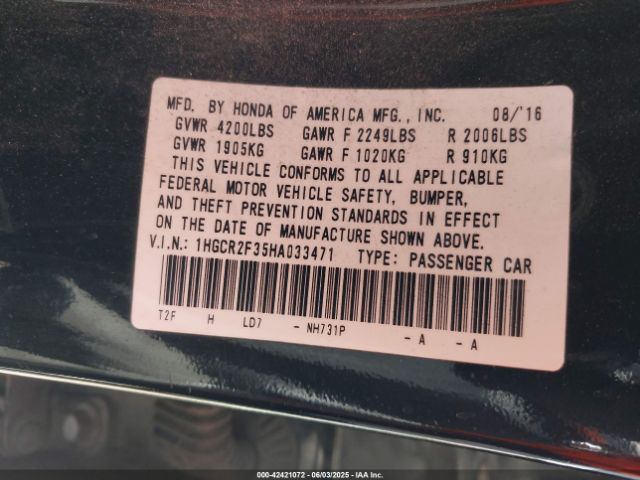 MFD. BY HONDA OF AMERICA MFG., INC. 08/'16
GVWR 4200LBS GAWR F 2249LBS R 2006LBS
GVWR 1905KG GAWR F 1020KG R 910KG
THIS VEHICLE CONFORMS TO ALL APPLICABLE
FEDERAL MOTOR VEHICLE SAFETY, BUMPER,
AND THEFT PREVENTION STANDARDS IN EFFECT
ON THE DATE OF MANUFACTURE SHOWN ABOVE.
V.I.N.: 1HGCR2F35HA033471 TYPE: PASSENGER CAR
T2F H LD7 - NH731P - A - A
000-42421072 - 06/03/2025 - IAA Inc.